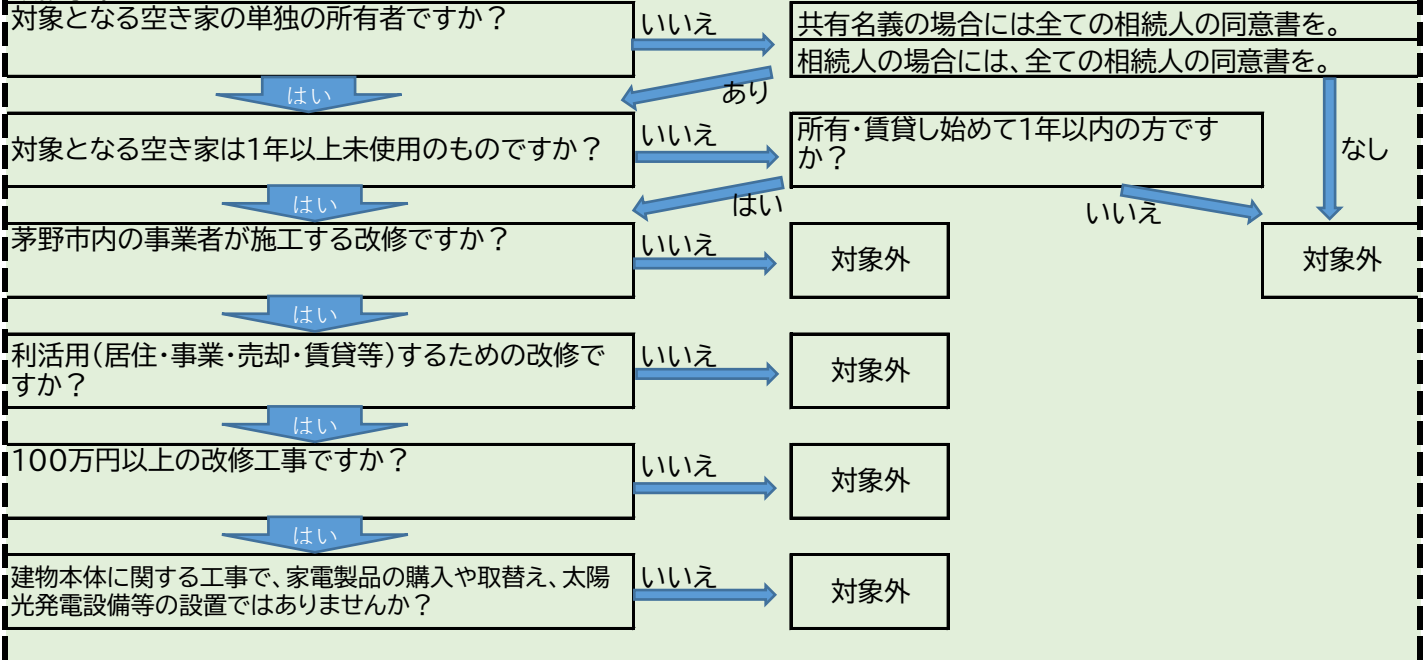 対象となる空き家の単独の所有者ですか？
いいえ
共有名義の場合には全ての相続人の同意書を。
相続人の場合には、全ての相続人の同意書を。
はい
あり
対象となる空き家は1年以上未使用のものですか？
いいえ
所有・賃貸し始めて1年以内の方です
か？
なし
はい
はい
いいえ
茅野市内の事業者が施工する改修ですか？
いいえ
対象外
対象外
はい
利活用(居住・事業・売却・賃貸等)するための改修で
すか？
いいえ
対象外
はい
100万円以上の改修工事ですか？
いいえ
対象外
はい
建物本体に関する工事で、家電製品の購入や取替え、太陽
光発電設備等の設置ではありませんか？
いいえ
対象外